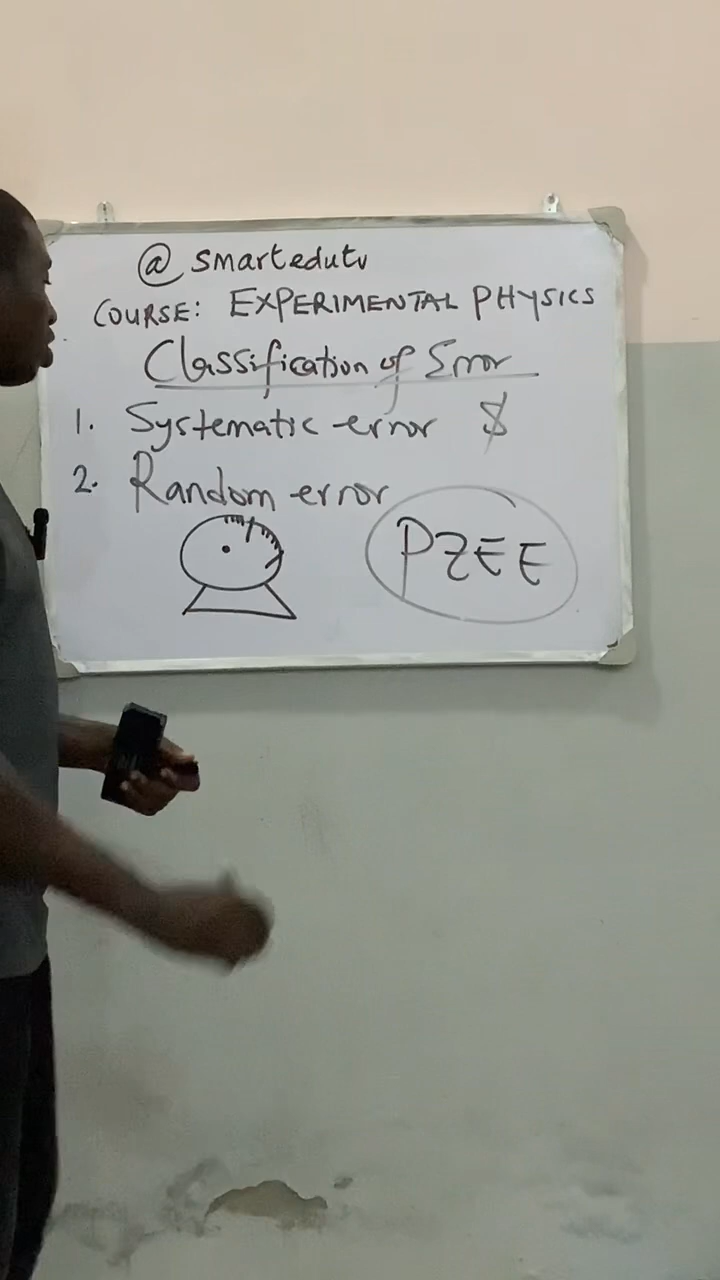 @ smartedutv
COURSE: EXPERIMENTAL PHYSICS
Classification of Error
1. Systematic error $
2. Random error
PZEE